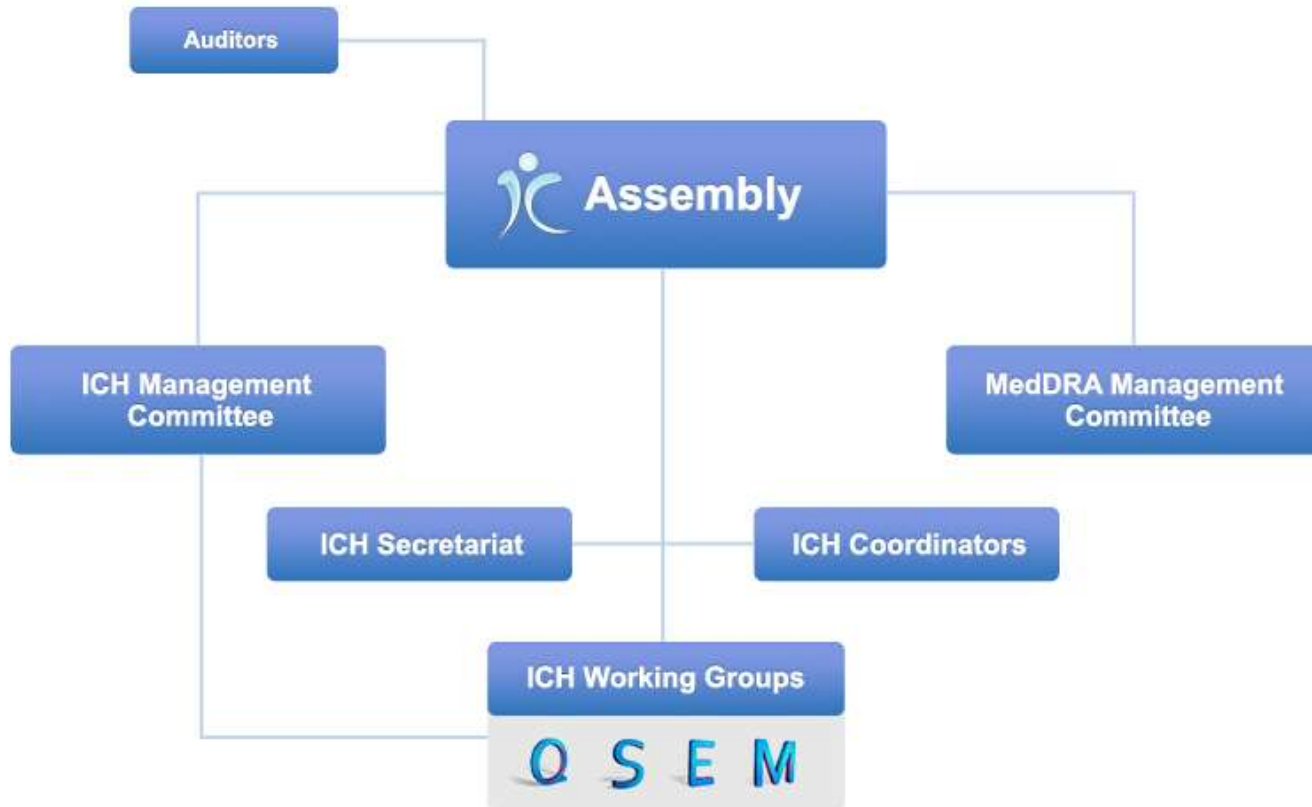 Auditors
Assembly
ICH Management
Committee
MedDRA Management
Committee
ICH Secretariat
ICH Coordinators
ICH Working Groups
Q S E M